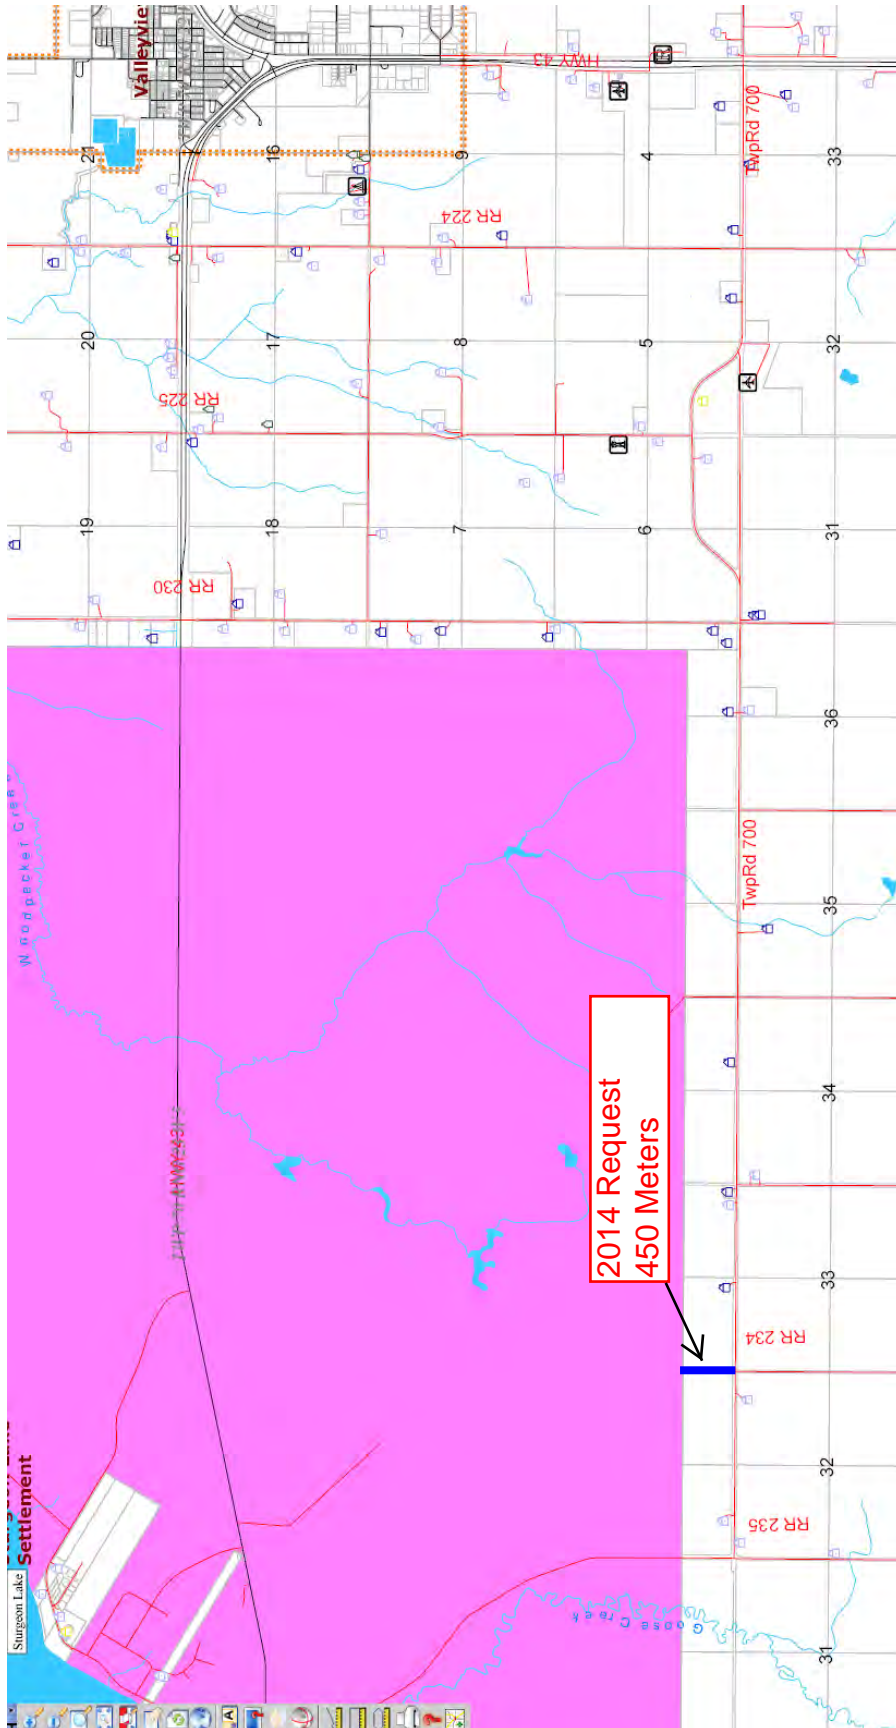 Valleyview
HWY 43
TwpRd 700
21
16
9
4
33
RR 224
20
17
8
5
32
RR 225
19
18
7
6
31
RR 230
36
Woodpecker Creek
TwpRd 700
35
34
2014 Request
450 Meters
33
RR 234
Settlement
Sturgeon Lake
32
RR 235
Goose Creek
31